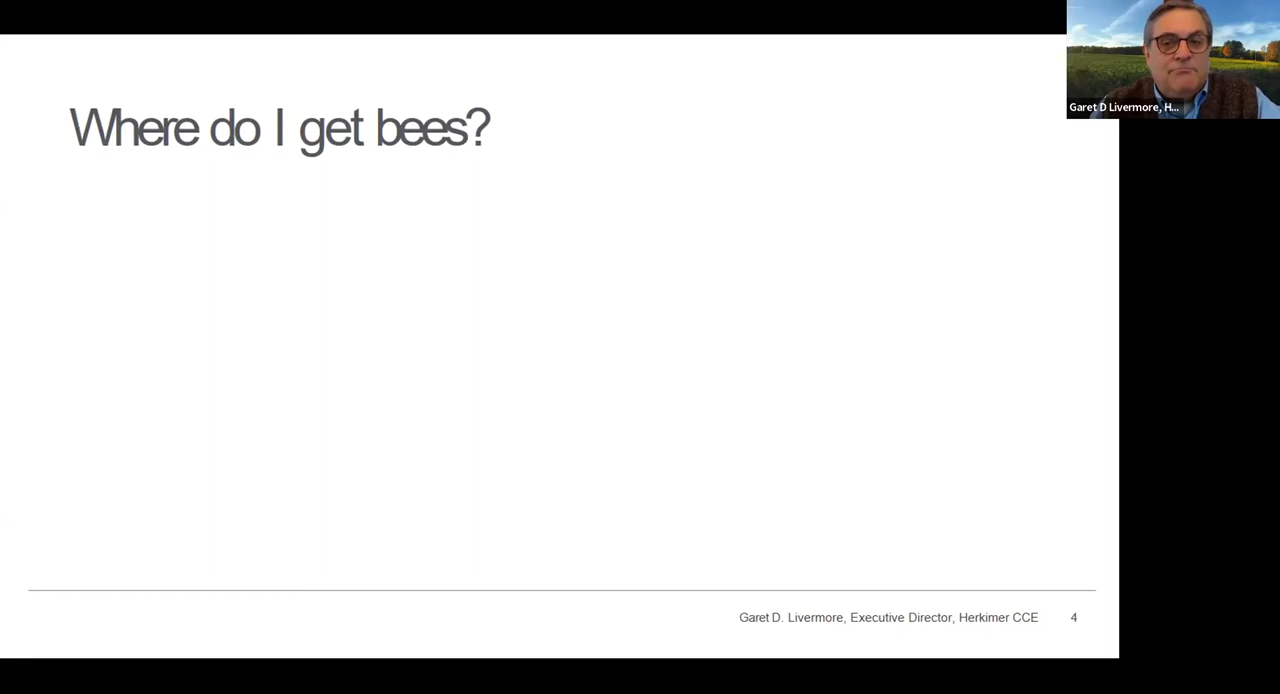 Garet D Livermore, H...
Where do I get bees?
Garet D. Livermore, Executive Director, Herkimer CCE 4